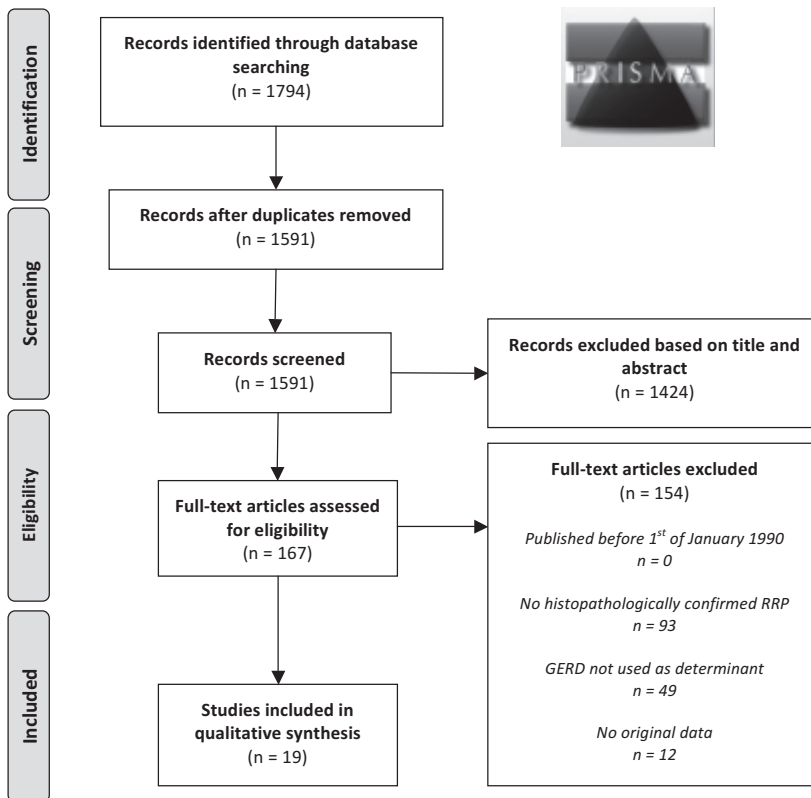 Identification
Records identified through database
searching
(n = 1794)
PRISMA
Screening
Records after duplicates removed
(n = 1591)
Records screened
(n = 1591)
Records excluded based on title and
abstract
(n = 1424)
Eligibility
Full-text articles assessed
for eligibility
(n = 167)
Full-text articles excluded
(n = 154)
Published before 1st of January 1990
n = 0
No histopathologically confirmed RRP
n = 93
GERD not used as determinant
n = 49
No original data
n = 12
Included
Studies included in
qualitative synthesis
(n = 19)